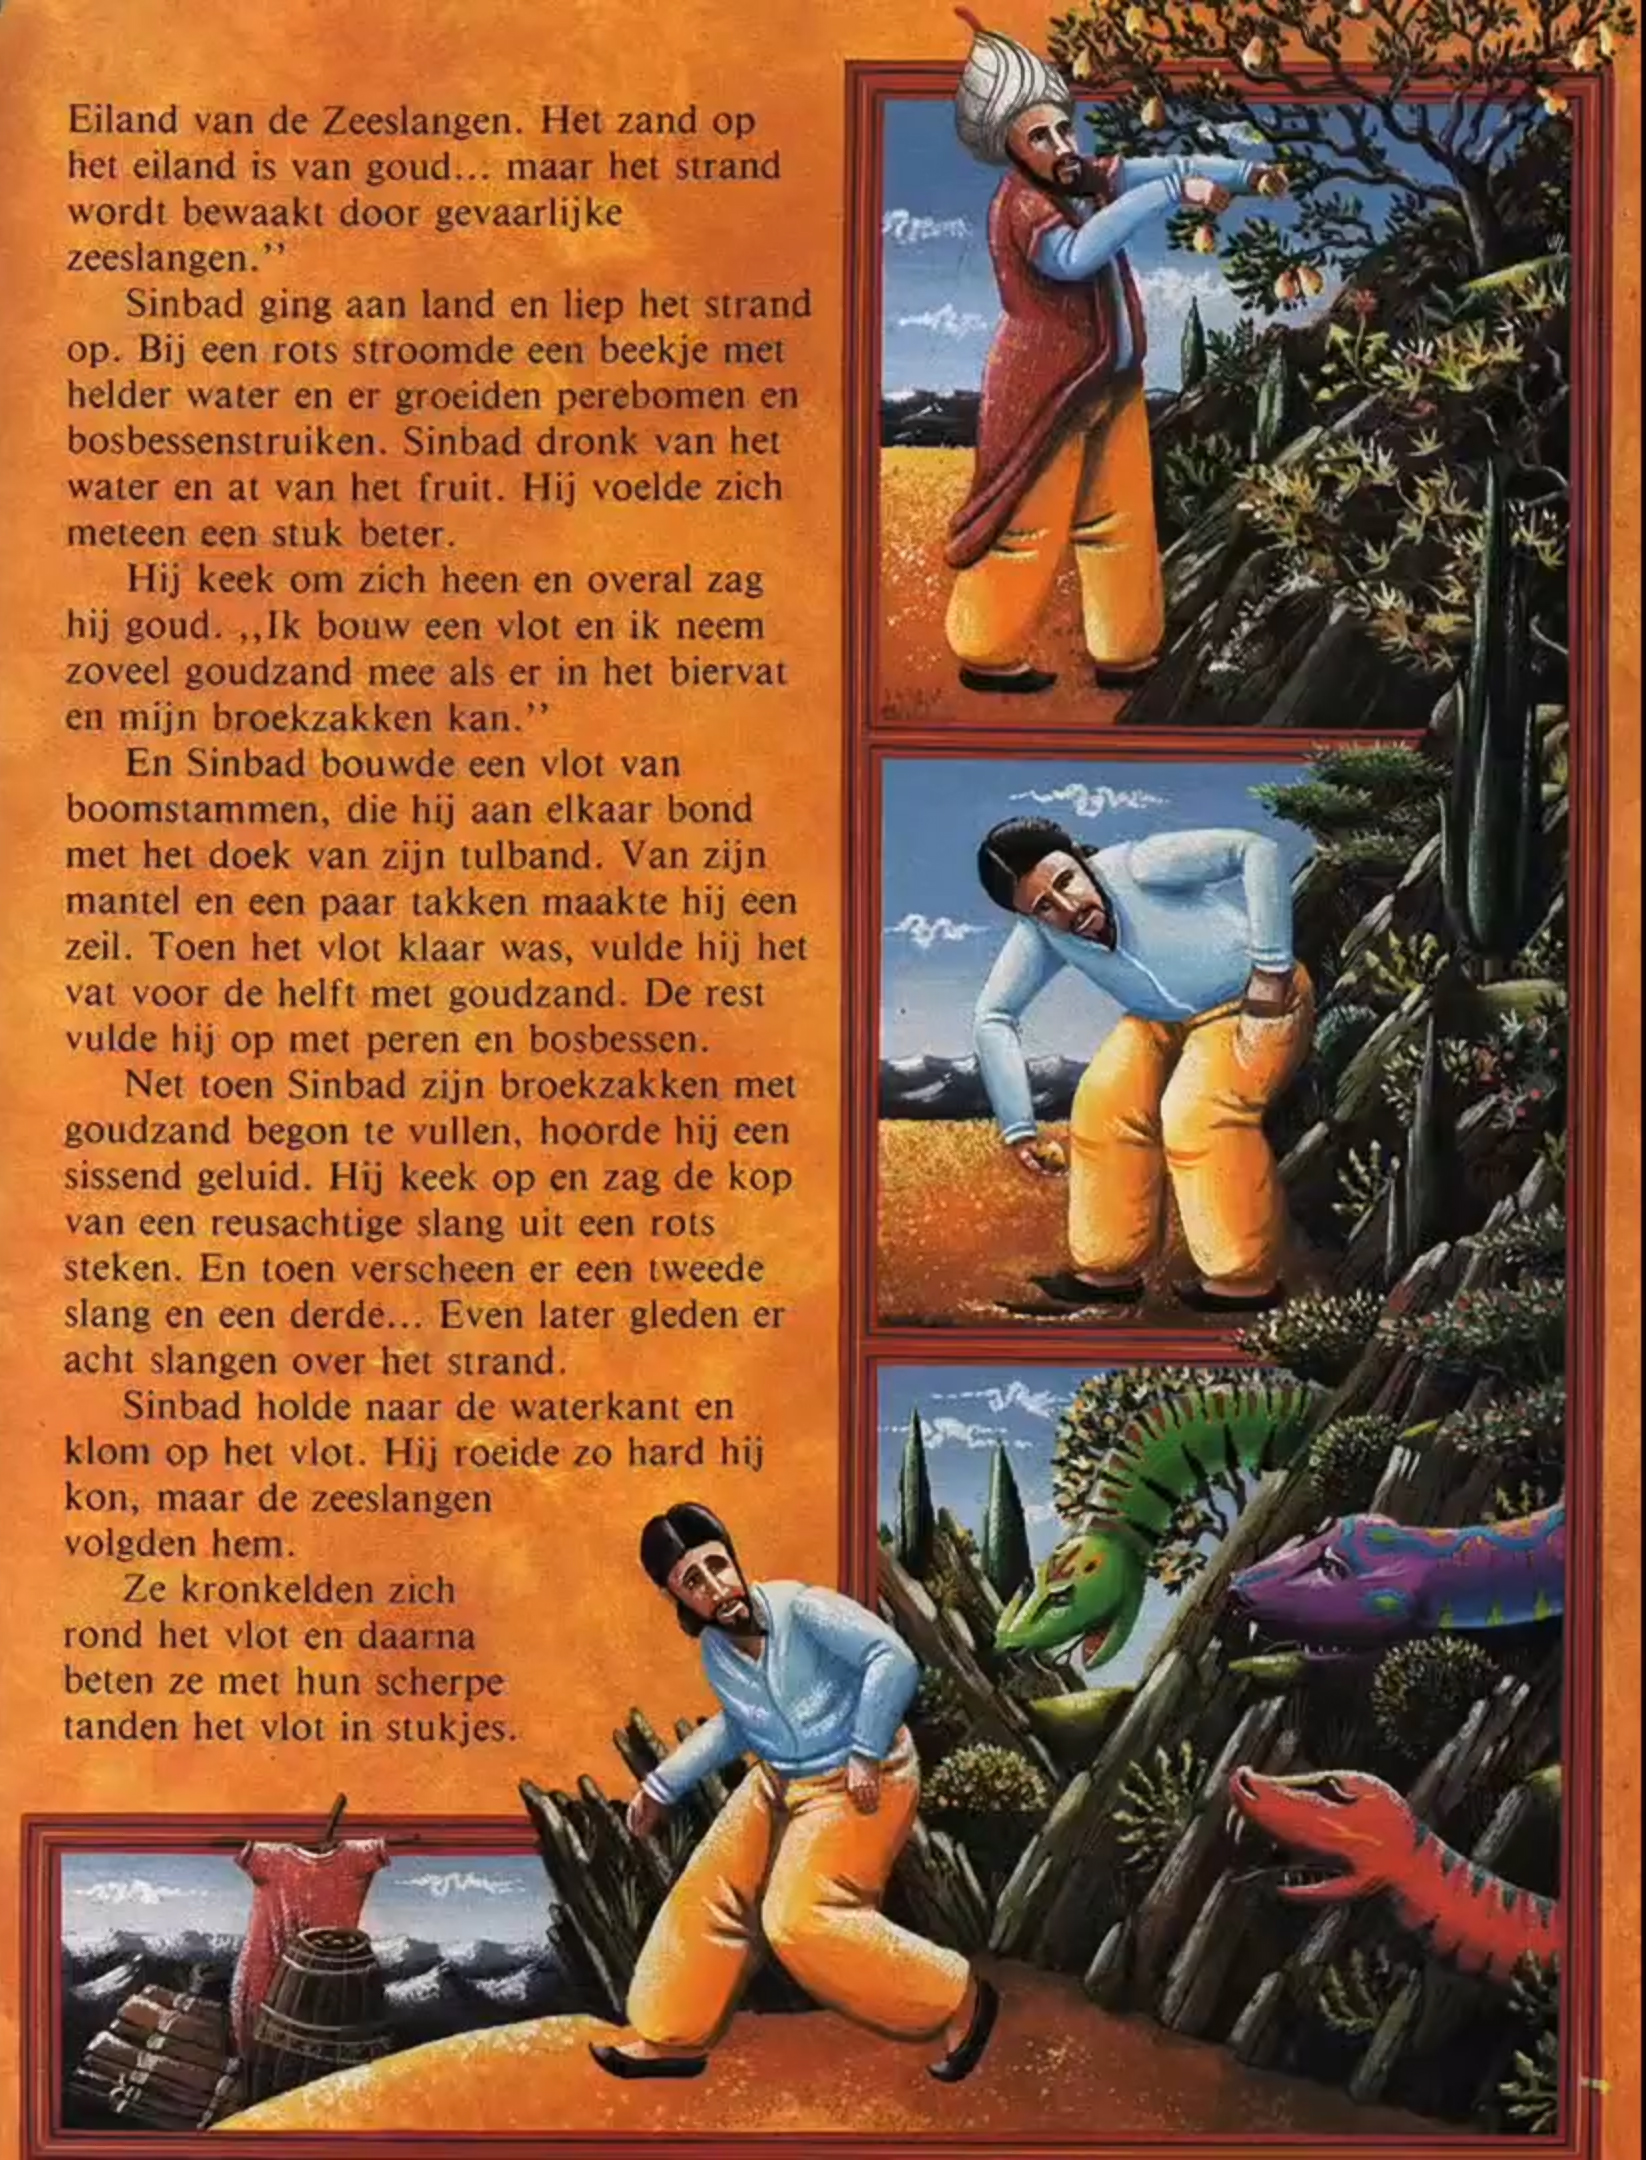 Eiland van de Zeeslangen. Het zand op
het eiland is van goud... maar het strand
wordt bewaakt door gevaarlijke
zeeslangen.’’
Sinbad ging aan land en liep het strand
op. Bij een rots stroomde een beekje met
helder water en er groeiden perebomen en
bosbessenstruiken. Sinbad dronk van het
water en at van het fruit. Hij voelde zich
meteen een stuk beter.
Hij keek om zich heen en overal zag
hij goud. ,,Ik bouw een vlot en ik neem
zoveel goudzand mee als er in het biervat
en mijn broekzakken kan.’’
En Sinbad bouwde een vlot van
boomstammen, die hij aan elkaar bond
met het doek van zijn tulband. Van zijn
mantel en een paar takken maakte hij een
zeil. Toen het vlot klaar was, vulde hij het
vat voor de helft met goudzand. De rest
vulde hij op met peren en bosbessen.
Net toen Sinbad zijn broekzakken met
goudzand begon te vullen, hoorde hij een
sissend geluid. Hij keek op en zag de kop
van een reusachtige slang uit een rots
steken. En toen verscheen er een tweede
slang en een derde... Even later gleden er
acht slangen over het strand.
Sinbad holde naar de waterkant en
klom op het vlot. Hij roeide zo hard hij
kon, maar de zeeslangen
volgden hem.
Ze kronkelden zich
rond het vlot en daarna
beten ze met hun scherpe
tanden het vlot in stukjes.